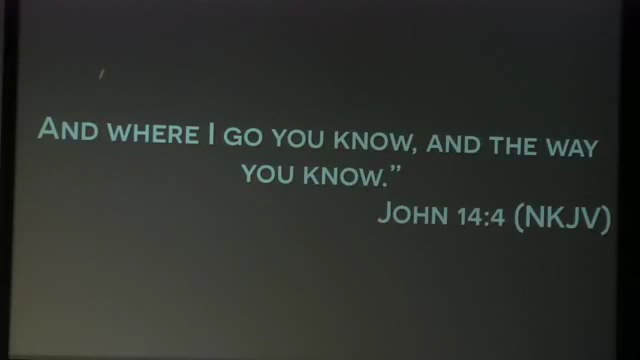 And where I go you know, and the way
you know.”
John 14:4 (NKJV)